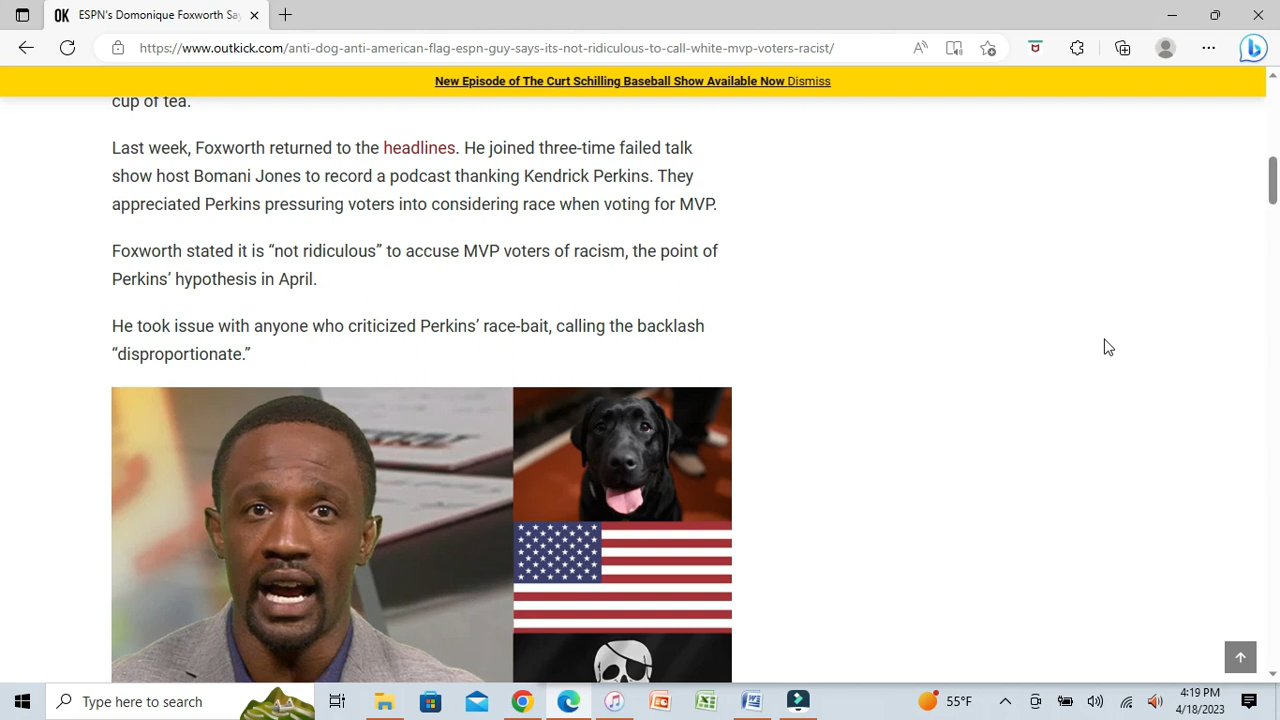 ESPN's Domonique Foxworth Say
https://www.outkick.com/anti-dog-anti-american-flag-espn-guy-says-its-not-ridiculous-to-call-white-mvp-voters-racist/
New Episode of The Curt Schilling Baseball Show Available Now Dismiss
cup of tea.
Last week, Foxworth returned to the headlines. He joined three-time failed talk
show host Bomani Jones to record a podcast thanking Kendrick Perkins. They
appreciated Perkins pressuring voters into considering race when voting for MVP.
Foxworth stated it is “not ridiculous” to accuse MVP voters of racism, the point of
Perkins’ hypothesis in April.
He took issue with anyone who criticized Perkins’ race-bait, calling the backlash
“disproportionate.”
Type here to search
55°F
4:19 PM
4/18/2023